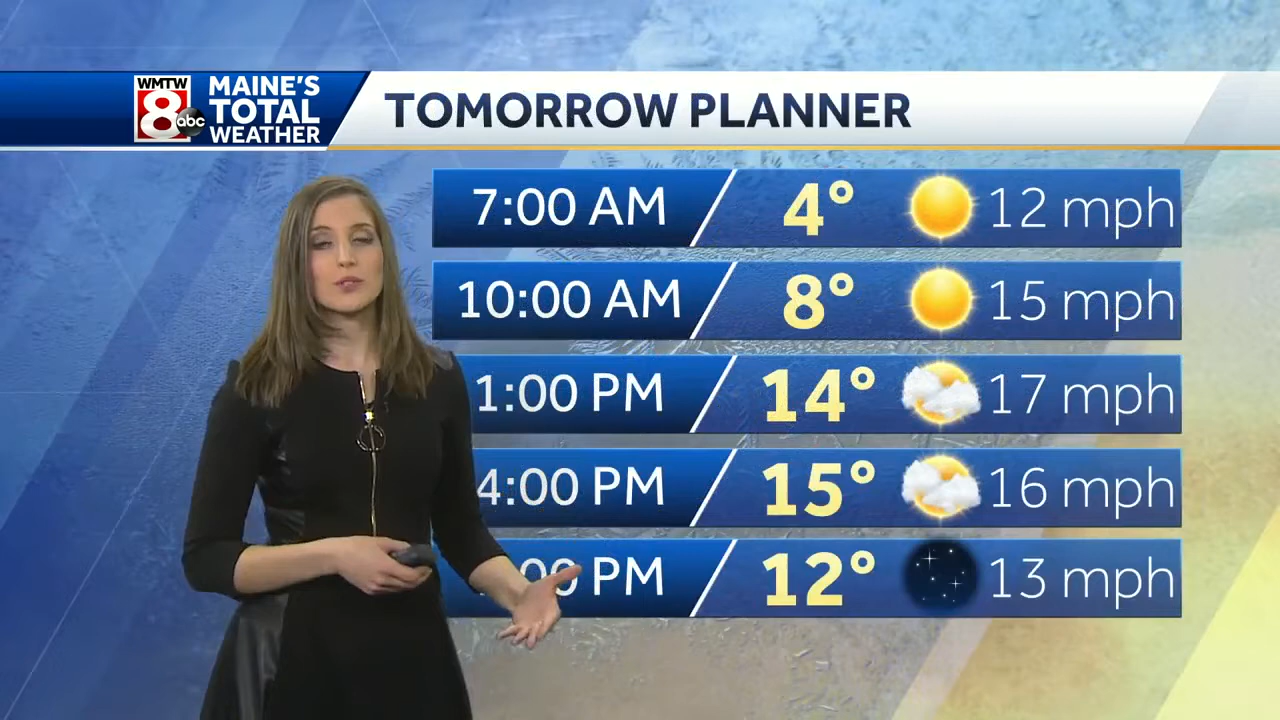 WMTW
8
abc
MAINE'S
TOTAL
WEATHER
TOMORROW PLANNER
7:00 AM 4° 12 mph
10:00 AM 8° 15 mph
1:00 PM 14° 17 mph
4:00 PM 15° 16 mph
PM 12° 13 mph